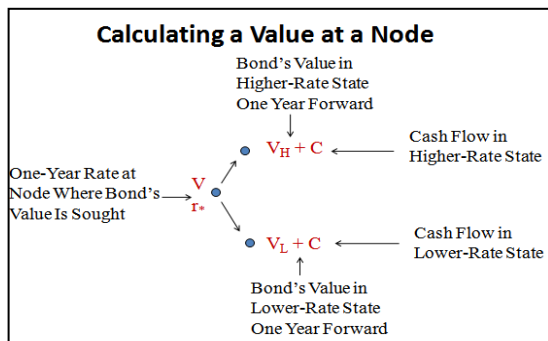 Calculating a Value at a Node
Bond's Value in
Higher-Rate State
One Year Forward
V_H + C
Cash Flow in
Higher-Rate State
One-Year Rate at
Node Where Bond's
Value Is Sought
V
r*
V_L + C
Cash Flow in
Lower-Rate State
Bond's Value in
Lower-Rate State
One Year Forward